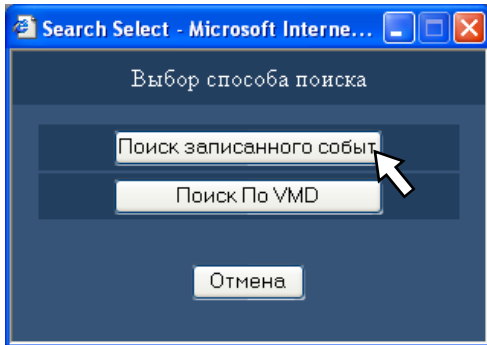 Search Select - Microsoft Interne...
Выбор способа поиска
Поиск записанного событ
Поиск По VMD
Отмена